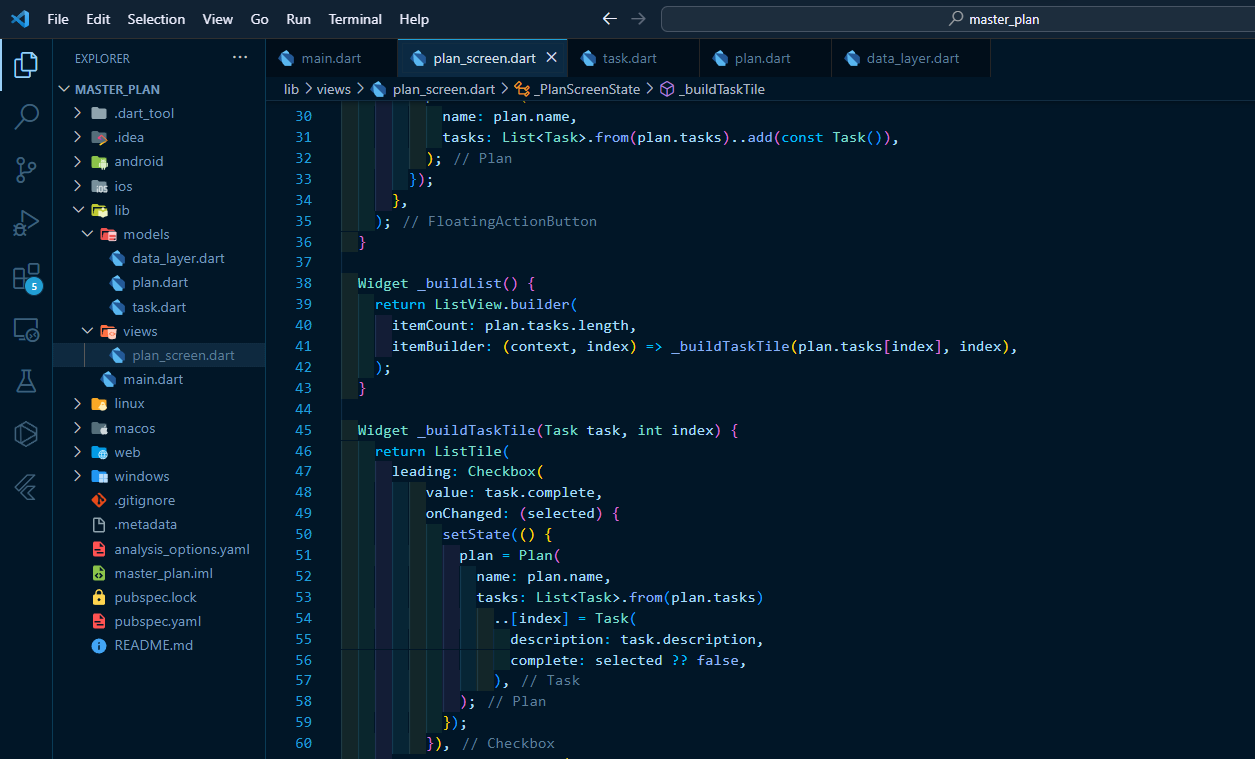 File Edit Selection View Go Run Terminal Help
master_plan
EXPLORER
MASTER_PLAN
.dart_tool
.idea
android
ios
lib
models
data_layer.dart
plan.dart
task.dart
views
plan_screen.dart
main.dart
linux
macos
web
windows
.gitignore
.metadata
analysis_options.yaml
master_plan.iml
pubspec.lock
pubspec.yaml
README.md
5
main.dart plan_screen.dart task.dart plan.dart data_layer.dart
lib > views > plan_screen.dart > _PlanScreenState > _buildTaskTile
30 name: plan.name,
31 tasks: List<Task>.from(plan.tasks)..add(const Task()),
32 ); // Plan
33 });
34 },
35 ); // FloatingActionButton
36 }
37
38 Widget _buildList() {
39 return ListView.builder(
40 itemCount: plan.tasks.length,
41 itemBuilder: (context, index) => _buildTaskTile(plan.tasks[index], index),
42 );
43 }
44
45 Widget _buildTaskTile(Task task, int index) {
46 return ListTile(
47 leading: Checkbox(
48 value: task.complete,
49 onChanged: (selected) {
50 setState(() {
51 plan = Plan(
52 name: plan.name,
53 tasks: List<Task>.from(plan.tasks)
54 ..[index] = Task(
55 description: task.description,
56 complete: selected ?? false,
57 ), // Task
58 ); // Plan
59 });
60 }), // Checkbox